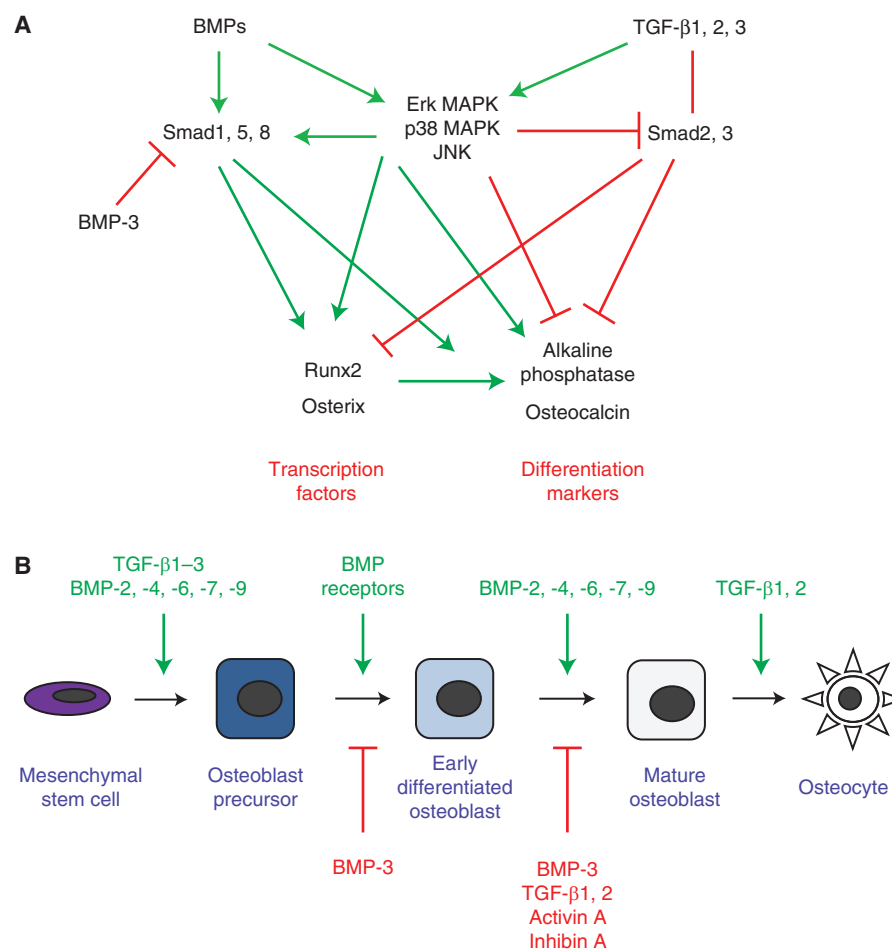 A
BMPs
TGF-β1, 2, 3
Erk MAPK
p38 MAPK
JNK
Smad1, 5, 8
Smad2, 3
BMP-3
Runx2
Osterix
Alkaline
phosphatase
Osteocalcin
Transcription
factors
Differentiation
markers
B
TGF-β1–3
BMP-2, -4, -6, -7, -9
BMP
receptors
BMP-2, -4, -6, -7, -9
TGF-β1, 2
Mesenchymal
stem cell
Osteoblast
precursor
Early
differentiated
osteoblast
Mature
osteoblast
Osteocyte
BMP-3
BMP-3
TGF-β1, 2
Activin A
Inhibin A